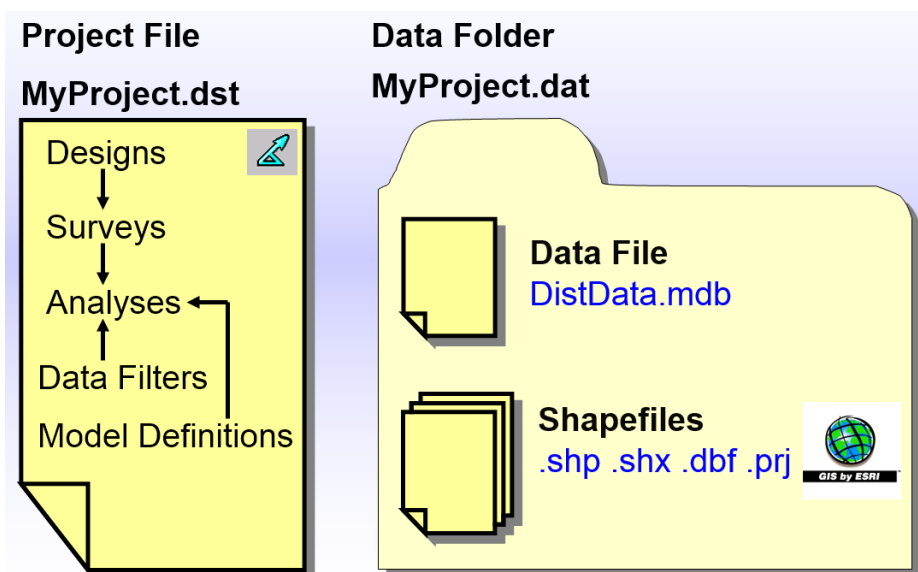 Project File
MyProject.dst
Designs
Surveys
Analyses
Data Filters
Model Definitions
Data Folder
MyProject.dat
Data File
DistData.mdb
Shapefiles
.shp .shx .dbf .prj
GIS by ESRI